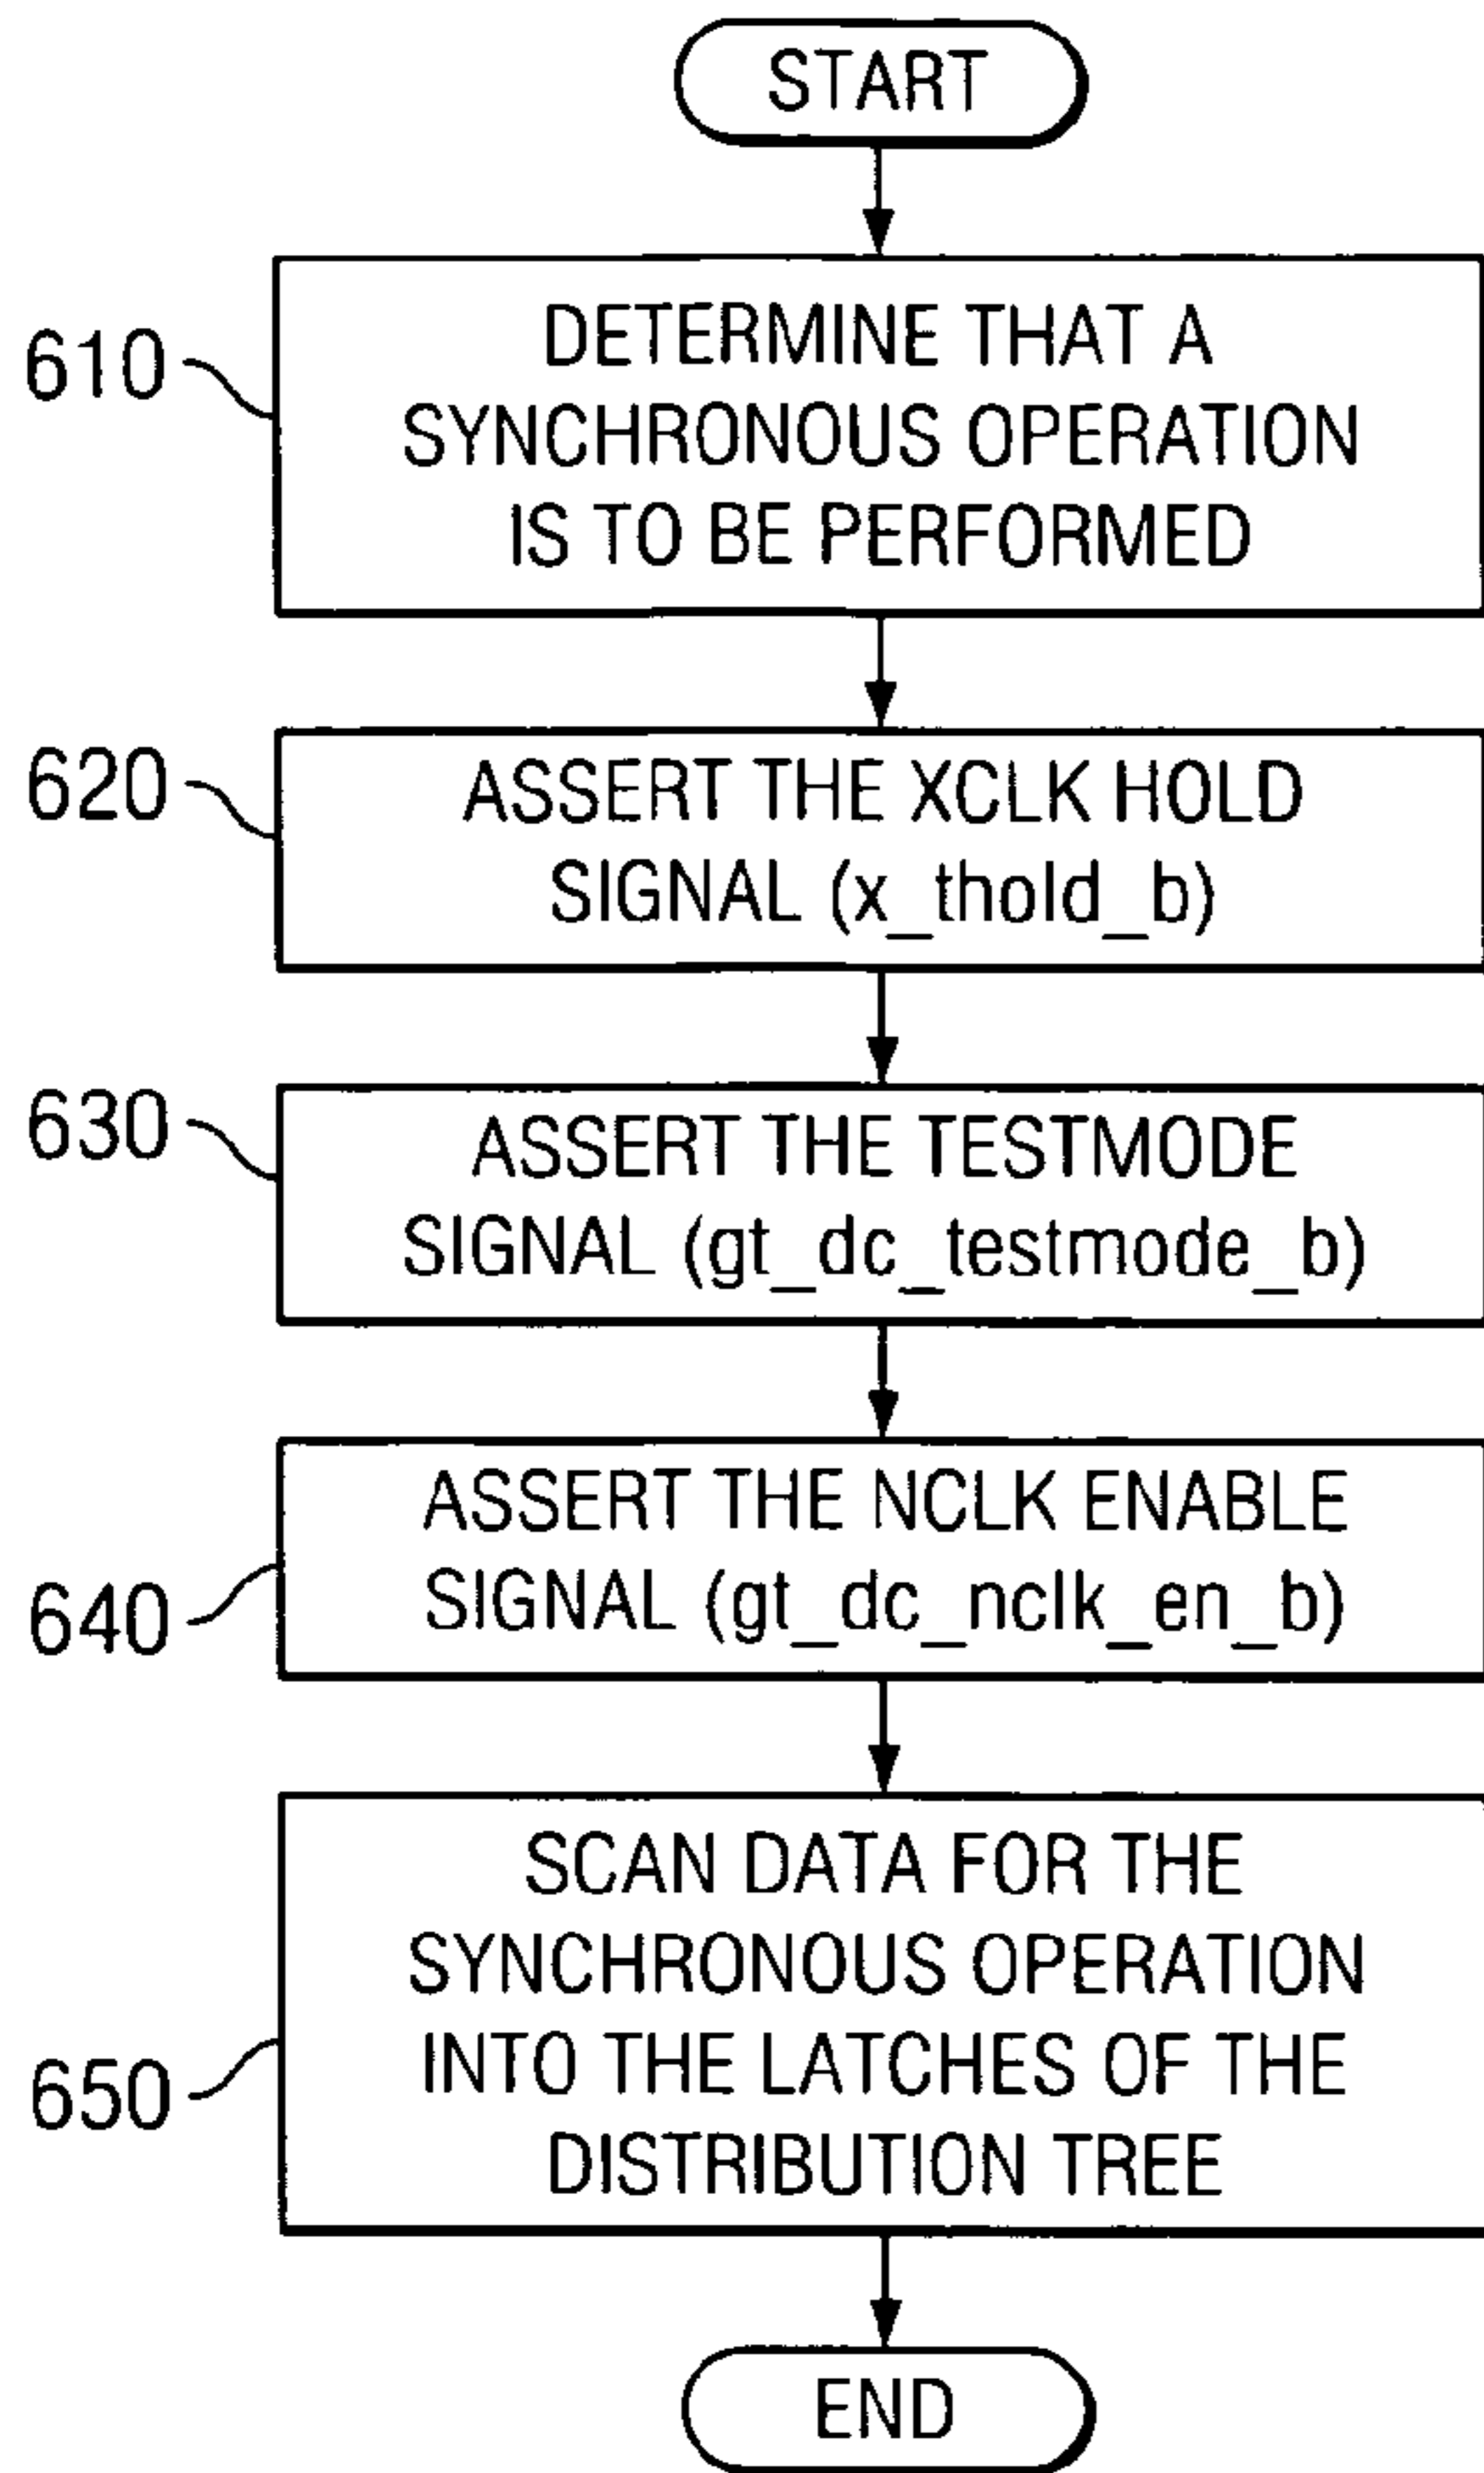 START
610
DETERMINE THAT A
SYNCHRONOUS OPERATION
IS TO BE PERFORMED
620
ASSERT THE XCLK HOLD
SIGNAL (x_thold_b)
630
ASSERT THE TESTMODE
SIGNAL (gt_dc_testmode_b)
640
ASSERT THE NCLK ENABLE
SIGNAL (gt_dc_nclk_en_b)
650
SCAN DATA FOR THE
SYNCHRONOUS OPERATION
INTO THE LATCHES OF THE
DISTRIBUTION TREE
END